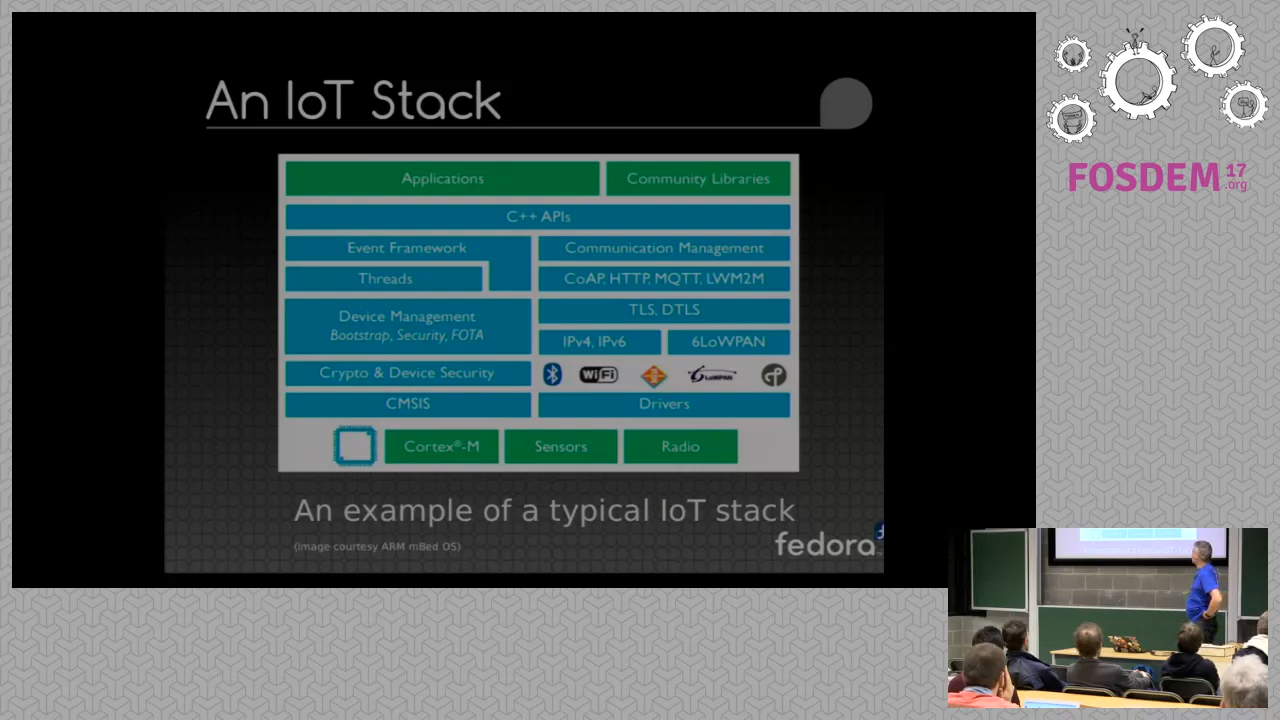 An IoT Stack
Applications
Community Libraries
C++ APIs
Event Framework
Communication Management
Threads
CoAP, HTTP, MQTT, LWM2M
Device Management
Bootstrap, Security, FOTA
TLS, DTLS
IPv4, IPv6
6LoWPAN
Crypto & Device Security
WiFi
6LoWPAN
CMSIS
Drivers
Cortex®-M
Sensors
Radio
An example of a typical IoT stack
(image courtesy ARM mBed OS)
fedora
FOSDEM 17
.org